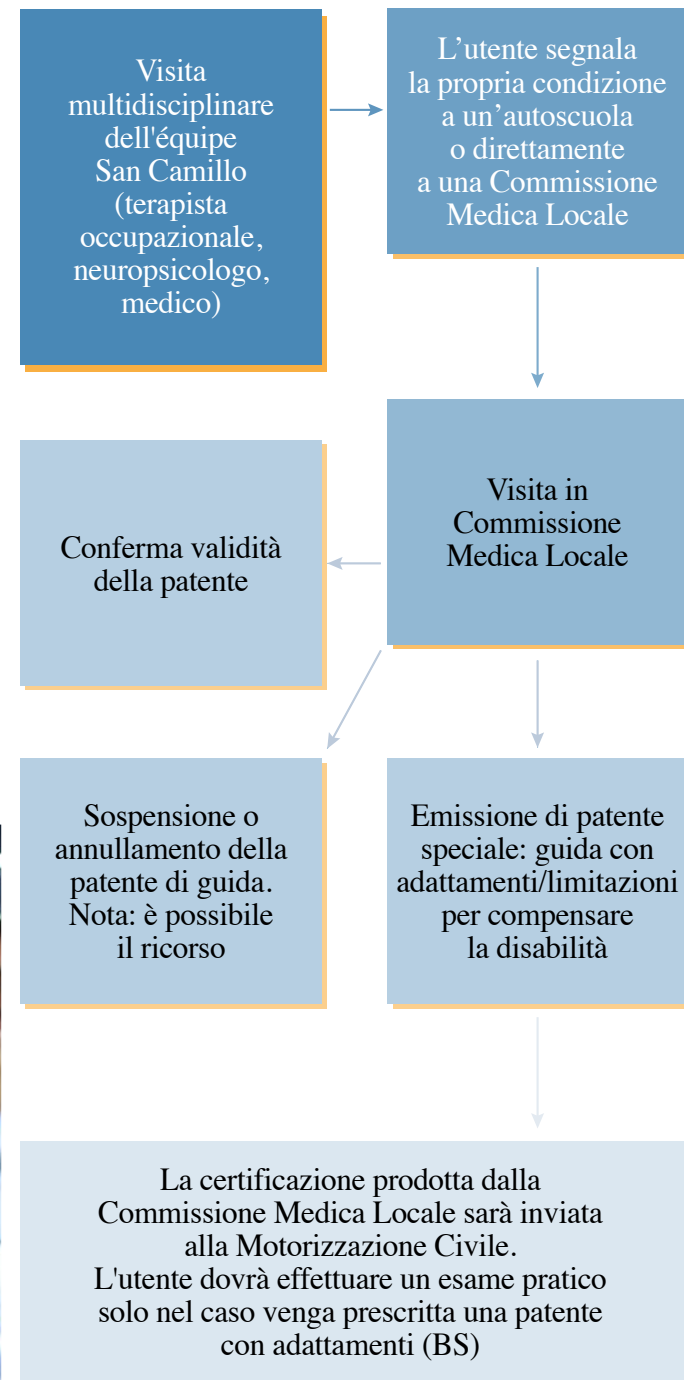 Visita
multidisciplinare
dell'équipe
San Camillo
(terapista
occupazionale,
neuropsicologo,
medico)
L’utente segnala
la propria condizione
a un’autoscuola
o direttamente
a una Commissione
Medica Locale
Visita in
Commissione
Medica Locale
Conferma validità
della patente
Sospensione o
annullamento della
patente di guida.
Nota: è possibile
il ricorso
Emissione di patente
speciale: guida con
adattamenti/limitazioni
per compensare
la disabilità
La certificazione prodotta dalla
Commissione Medica Locale sarà inviata
alla Motorizzazione Civile.
L'utente dovrà effettuare un esame pratico
solo nel caso venga prescritta una patente
con adattamenti (BS)